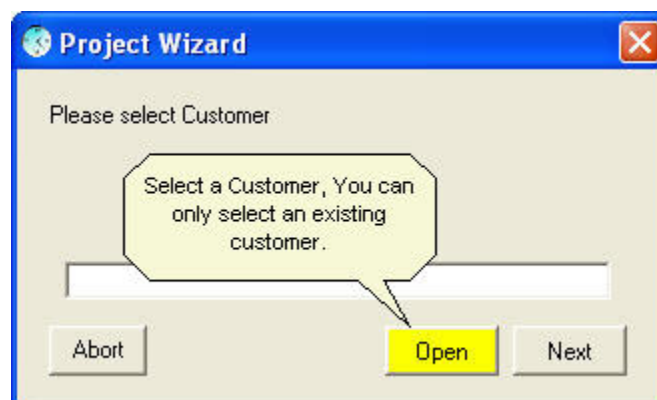 Project Wizard
Please select Customer
Select a Customer, You can
only select an existing
customer.
Abort
Open
Next